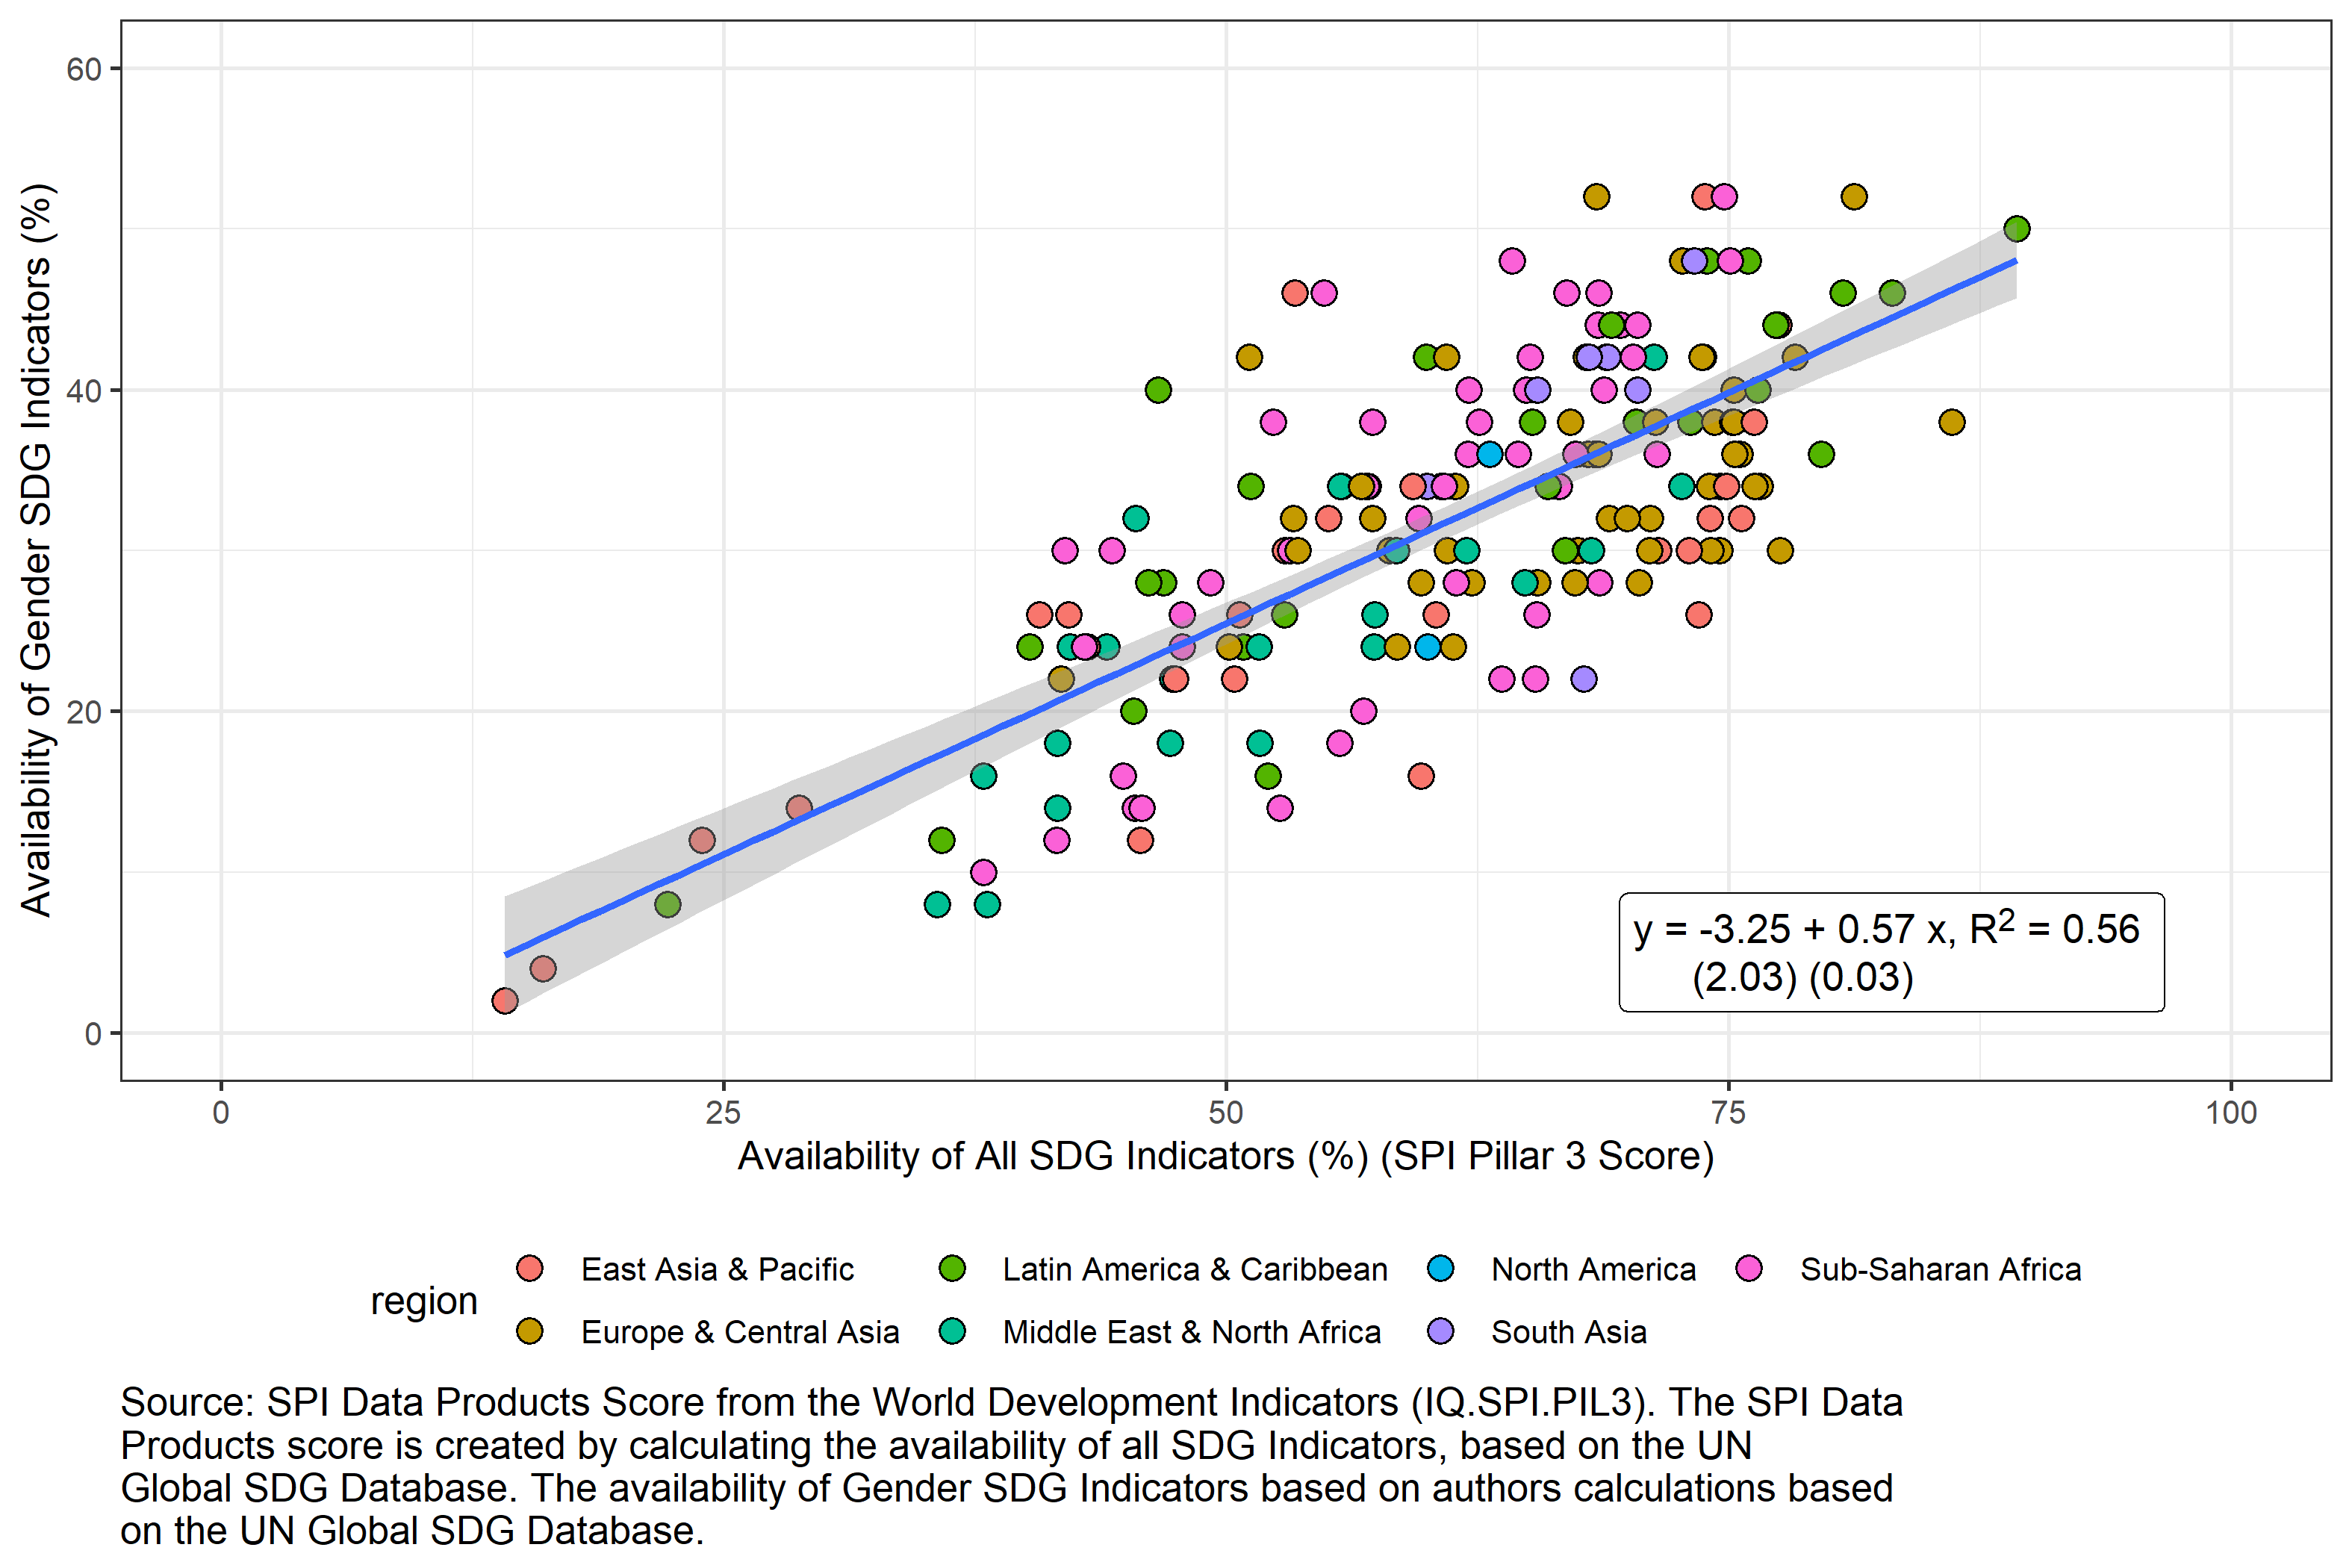 Availability of Gender SDG Indicators (%)
60
40
20
0
y = -3.25 + 0.57 x, R² = 0.56
(2.03) (0.03)
0 25 50 75 100
Availability of All SDG Indicators (%) (SPI Pillar 3 Score)
region
East Asia & Pacific Latin America & Caribbean North America Sub-Saharan Africa
Europe & Central Asia Middle East & North Africa South Asia
Source: SPI Data Products Score from the World Development Indicators (IQ.SPI.PIL3). The SPI Data
Products score is created by calculating the availability of all SDG Indicators, based on the UN
Global SDG Database. The availability of Gender SDG Indicators based on authors calculations based
on the UN Global SDG Database.